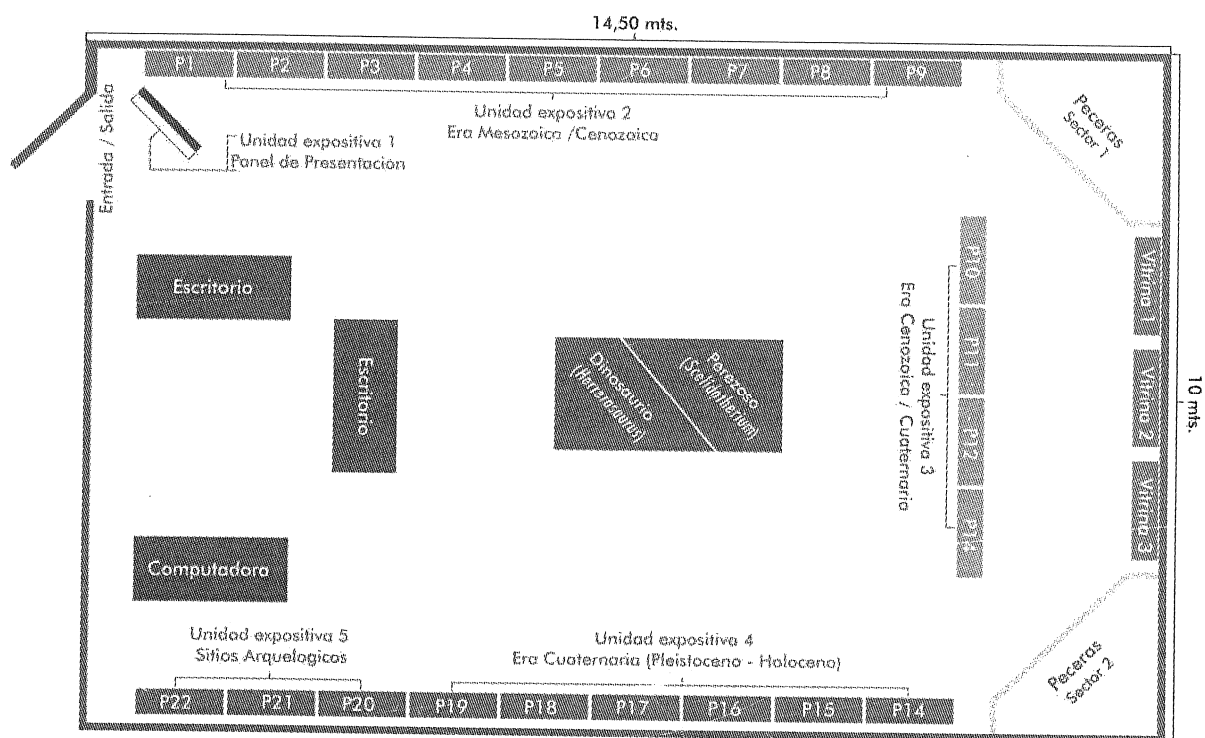 14,50 mts.
P1 P2 P3 P4 P5 P6 P7 P8 P9
Unidad expositiva 2
Era Mesozoica /Cenozoica
Entrada / Salida
Unidad expositiva 1
Panel de Presentación
Peceras
Sector 1
Escritorio
Escritorio
Dinosaurio
(Herrerasaurus)
Perezoso
(Scelidotherium)
Unidad expositiva 3
Era Cenozoica / Cuaternaria
P10
P11
P12
P13
Vitrina 1
Vitrina 2
Vitrina 3
10 mts.
Computadora
Unidad expositiva 5
Sitios Arquelogicos
Unidad expositiva 4
Era Cuaternaria (Pleistoceno - Holoceno)
Peceras
Sector 2
P22 P21 P20 P19 P18 P17 P16 P15 P14